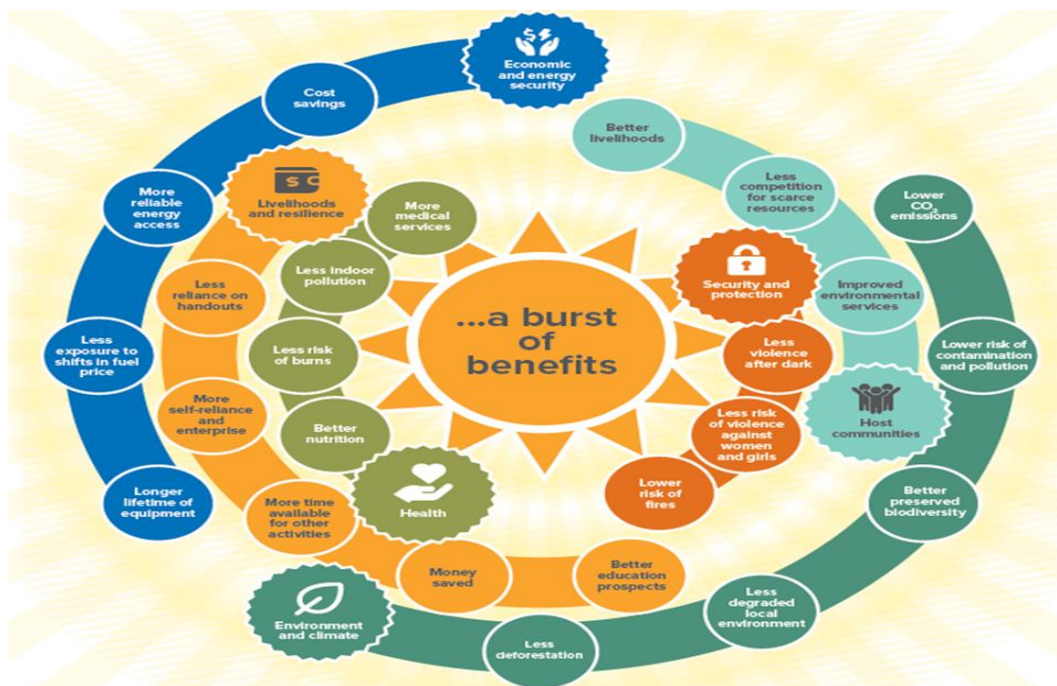 ...a burst
of
benefits
Economic
and energy
security
Cost
savings
More
reliable
energy
access
Less
exposure to
shifts in fuel
price
Longer
lifetime of
equipment
Livelihoods
and resilience
Less
reliance on
handouts
More
self-reliance
and
enterprise
More time
available
for other
activities
Money
saved
Better
education
prospects
More
medical
services
Less indoor
pollution
Less risk
of burns
Better
nutrition
Health
Security and
protection
Less
violence
after dark
Less risk
of violence
against
women
and girls
Lower
risk of
fires
Better
livelihoods
Less
competition
for scarce
resources
Improved
environmental
services
Host
communities
Lower
CO₂
emissions
Lower risk of
contamination
and pollution
Better
preserved
biodiversity
Less
degraded
local
environment
Less
deforestation
Environment
and climate